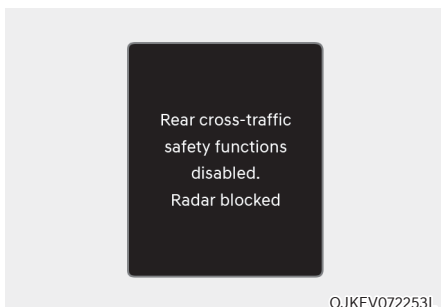 Rear cross-traffic
safety functions
disabled.
Radar blocked
OJKEV072253L